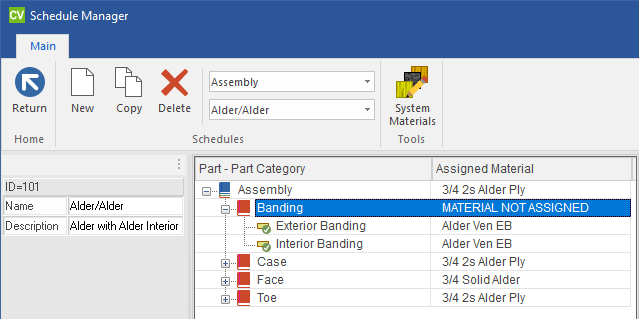 CV Schedule Manager
Main
Return
New
Copy
Delete
Assembly
Alder/Alder
System
Materials
Home
Schedules
Tools
ID=101
Name Alder/Alder
Description Alder with Alder Interior
Part - Part Category Assigned Material
Assembly 3/4 2s Alder Ply
Banding MATERIAL NOT ASSIGNED
Exterior Banding Alder Ven EB
Interior Banding Alder Ven EB
Case 3/4 2s Alder Ply
Face 3/4 Solid Alder
Toe 3/4 2s Alder Ply